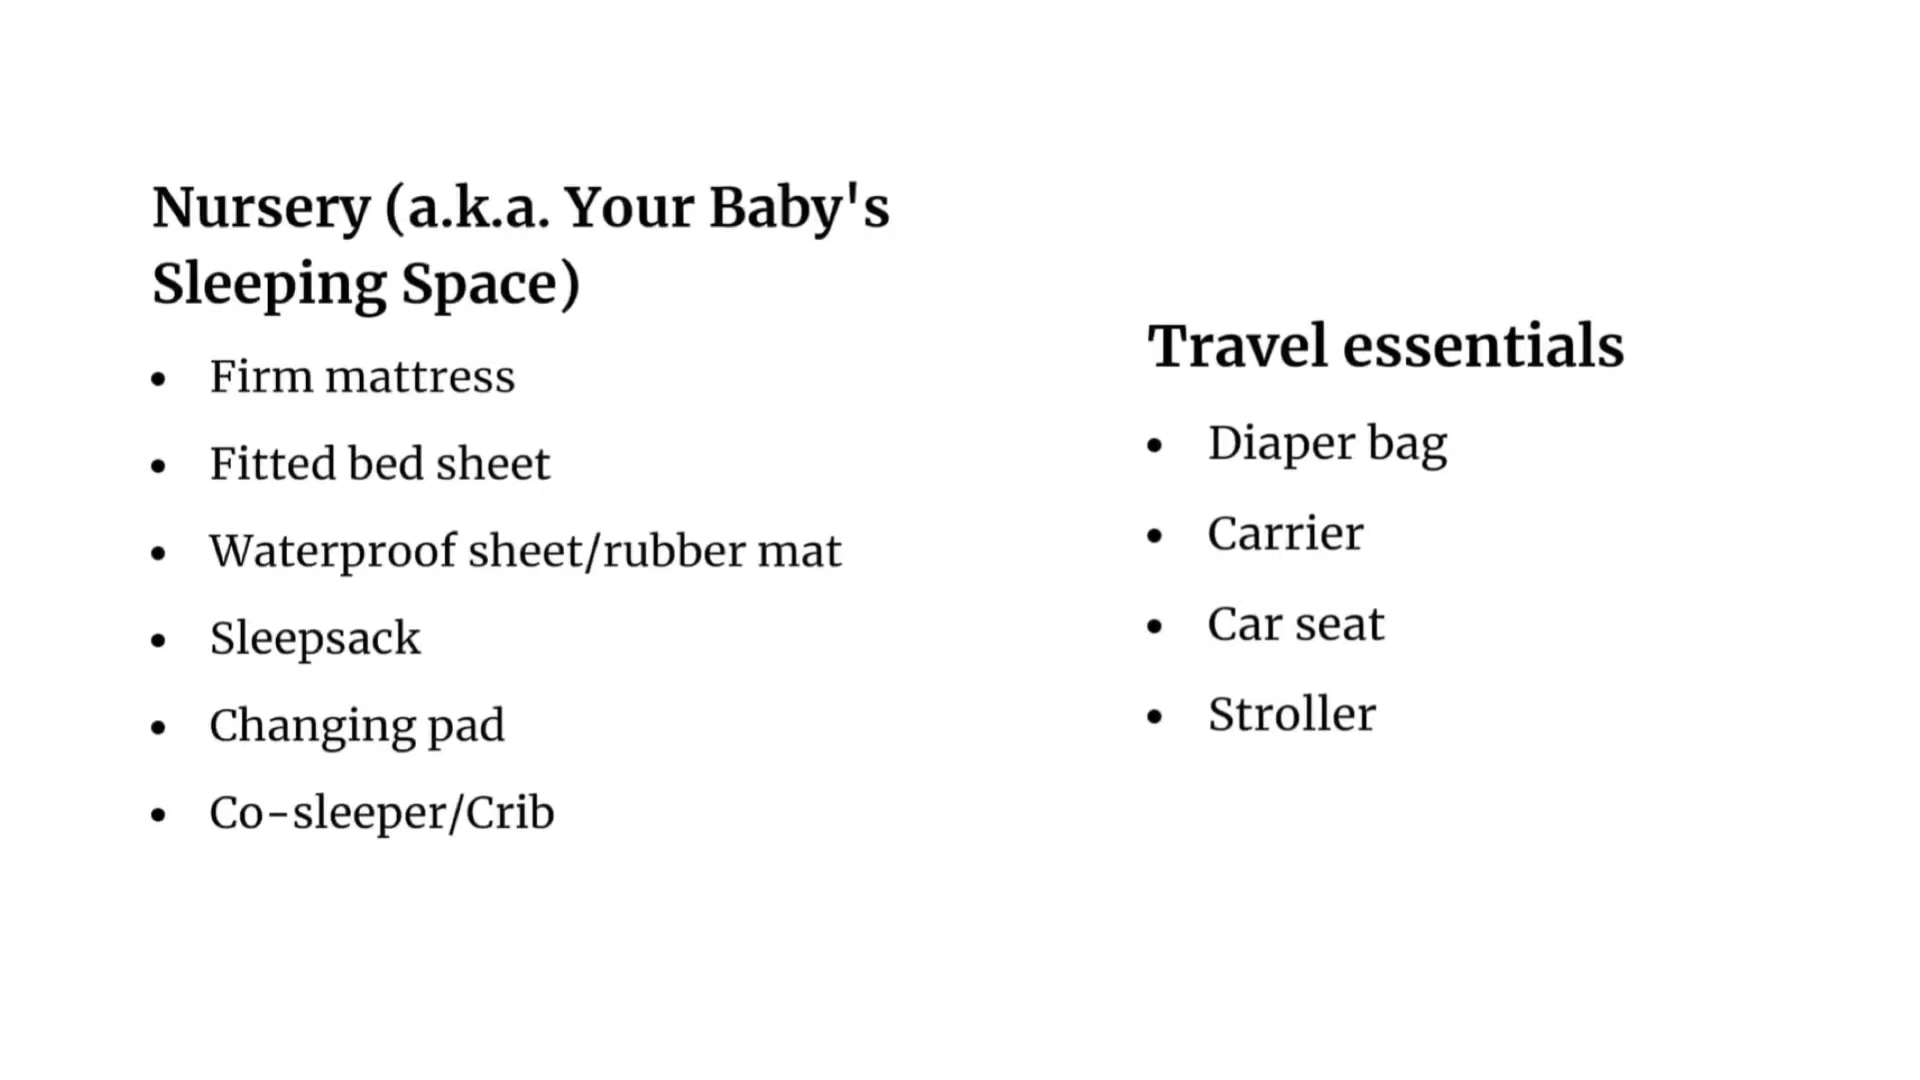 Nursery (a.k.a. Your Baby's
Sleeping Space)
• Firm mattress
• Fitted bed sheet
• Waterproof sheet/rubber mat
• Sleepsack
• Changing pad
• Co-sleeper/Crib
Travel essentials
• Diaper bag
• Carrier
• Car seat
• Stroller